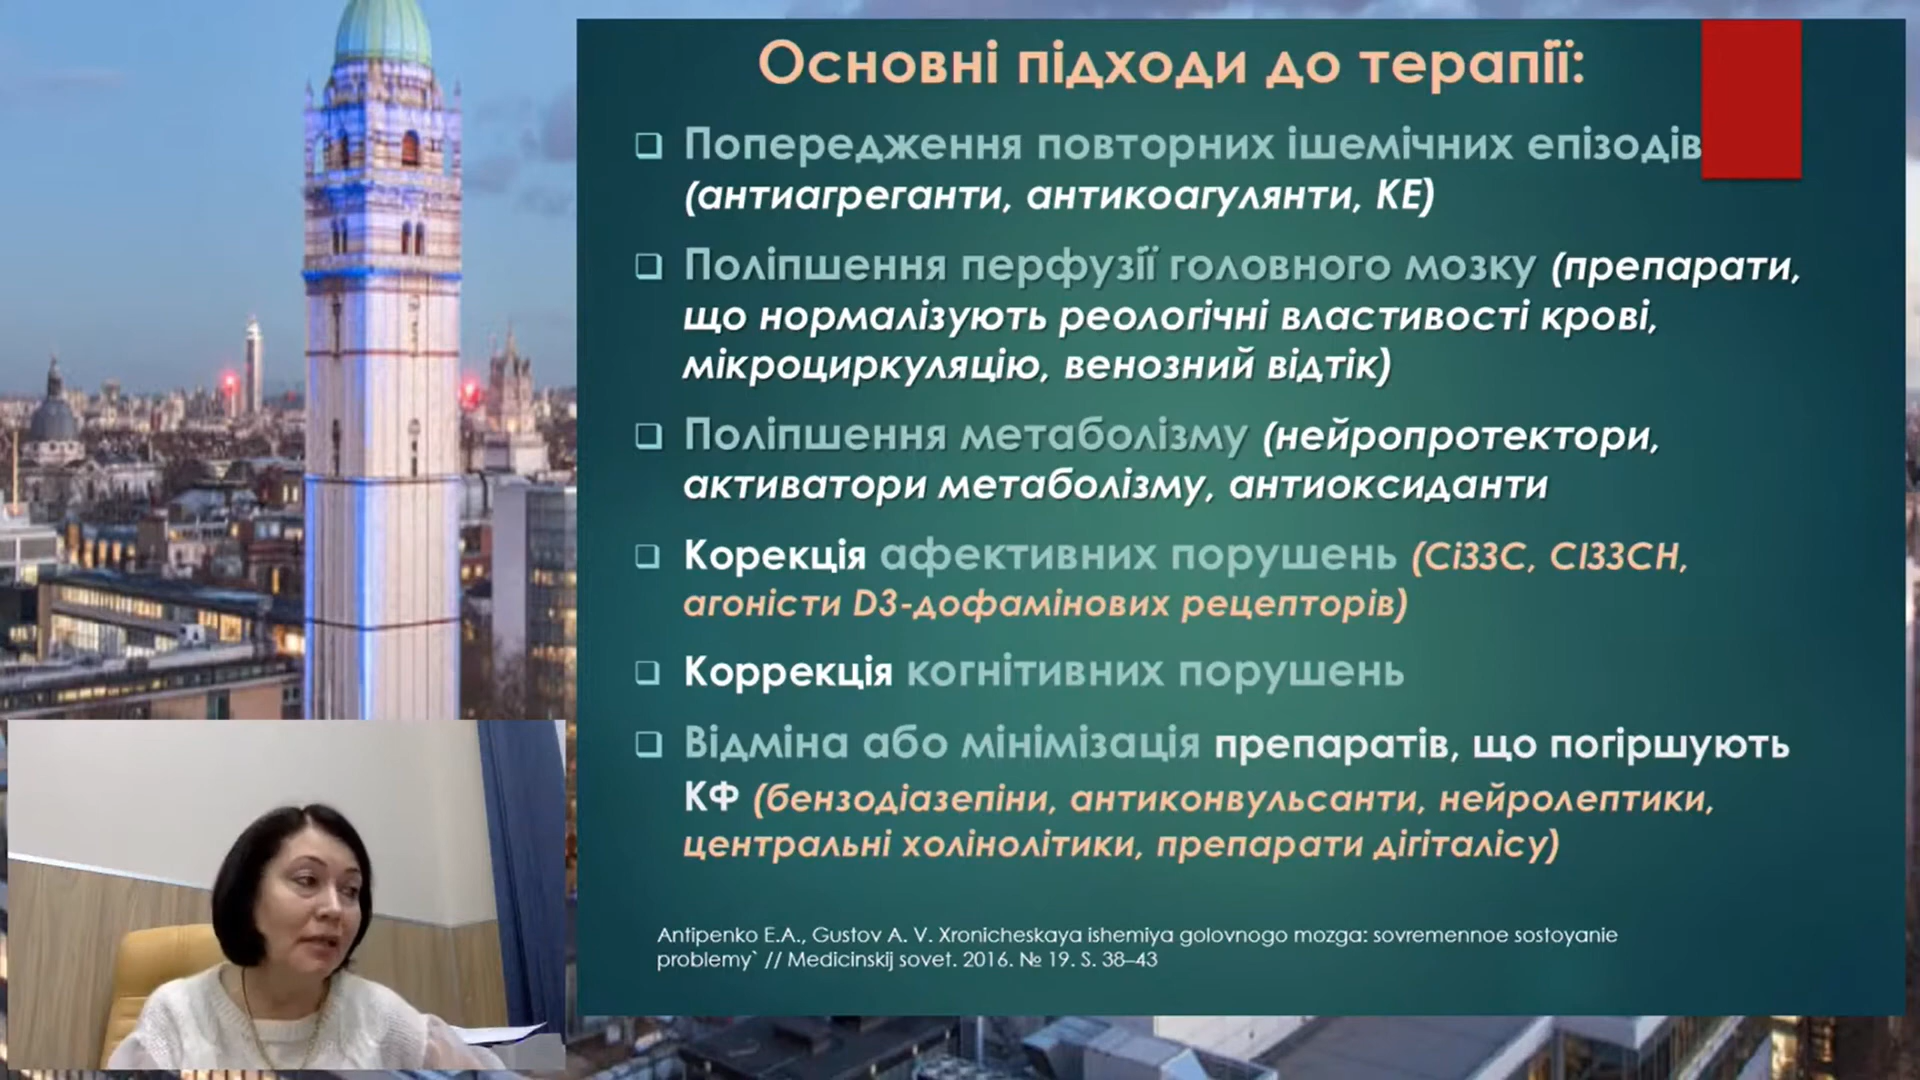 Основні підходи до терапії:
Попередження повторних ішемічних епізодів
(антиагреганти, антикоагулянти, КЕ)
Поліпшення перфузії головного мозку (препарати,
що нормалізують реологічні властивості крові,
мікроциркуляцію, венозний відтік)
Поліпшення метаболізму (нейропротектори,
активатори метаболізму, антиоксиданти
Корекція афективних порушень (СіЗЗС, СІЗЗСН,
агоністи D3-дофамінових рецепторів)
Коррекція когнітивних порушень
Відміна або мінімізація препаратів, що погіршують
КФ (бензодіазепіни, антиконвульсанти, нейролептики,
центральні холінолітики, препарати дігіталісу)
Antipenko E.A., Gustov A. V. Xronicheskaya ishemiya golovnogo mozga: sovremennoe sostoyanie
problemy` // Medicinskij sovet. 2016. № 19. S. 38–43